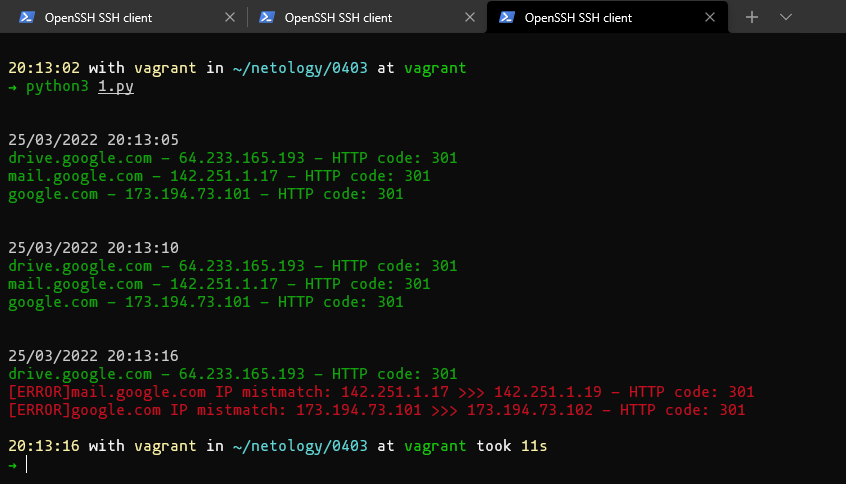 OpenSSH SSH client
OpenSSH SSH client
OpenSSH SSH client
20:13:02 with vagrant in ~/netology/0403 at vagrant
→ python3 1.py
25/03/2022 20:13:05
drive.google.com – 64.233.165.193 – HTTP code: 301
mail.google.com – 142.251.1.17 – HTTP code: 301
google.com – 173.194.73.101 – HTTP code: 301
25/03/2022 20:13:10
drive.google.com – 64.233.165.193 – HTTP code: 301
mail.google.com – 142.251.1.17 – HTTP code: 301
google.com – 173.194.73.101 – HTTP code: 301
25/03/2022 20:13:16
drive.google.com – 64.233.165.193 – HTTP code: 301
[ERROR]mail.google.com IP mistmatch: 142.251.1.17 >>> 142.251.1.19 – HTTP code: 301
[ERROR]google.com IP mistmatch: 173.194.73.101 >>> 173.194.73.102 – HTTP code: 301
20:13:16 with vagrant in ~/netology/0403 at vagrant took 11s
→